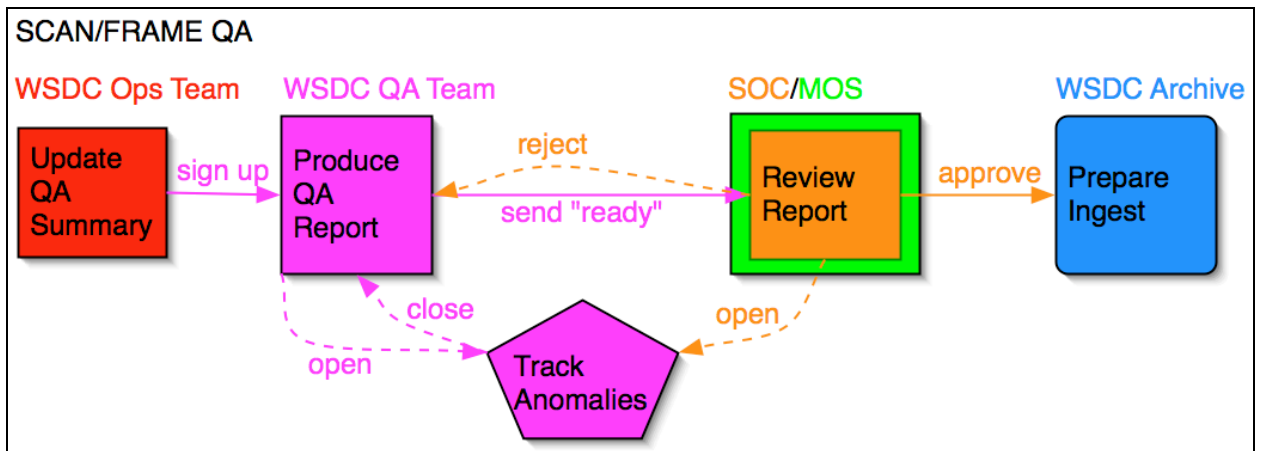 SCAN/FRAME QA
WSDC Ops Team
WSDC QA Team
SOC/MOS
WSDC Archive
Update
QA
Summary
sign up
Produce
QA
Report
reject
send "ready"
Review
Report
approve
Prepare
Ingest
close
open
open
Track
Anomalies